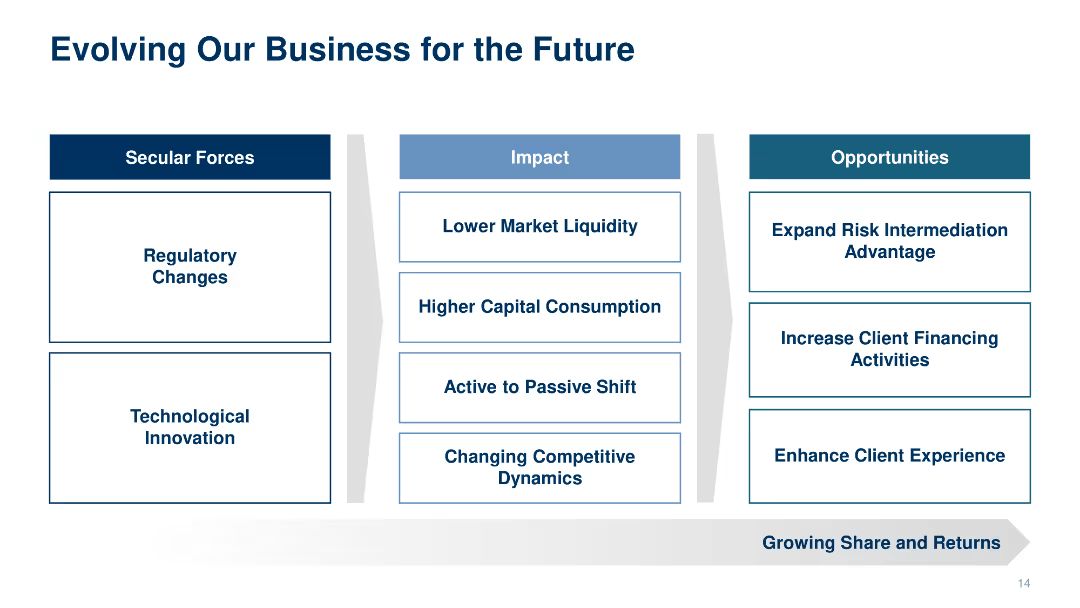 Evolving Our Business for the Future
Secular Forces
Regulatory
Changes
Technological
Innovation
Impact
Lower Market Liquidity
Higher Capital Consumption
Active to Passive Shift
Changing Competitive
Dynamics
Opportunities
Expand Risk Intermediation
Advantage
Increase Client Financing
Activities
Enhance Client Experience
Growing Share and Returns
14